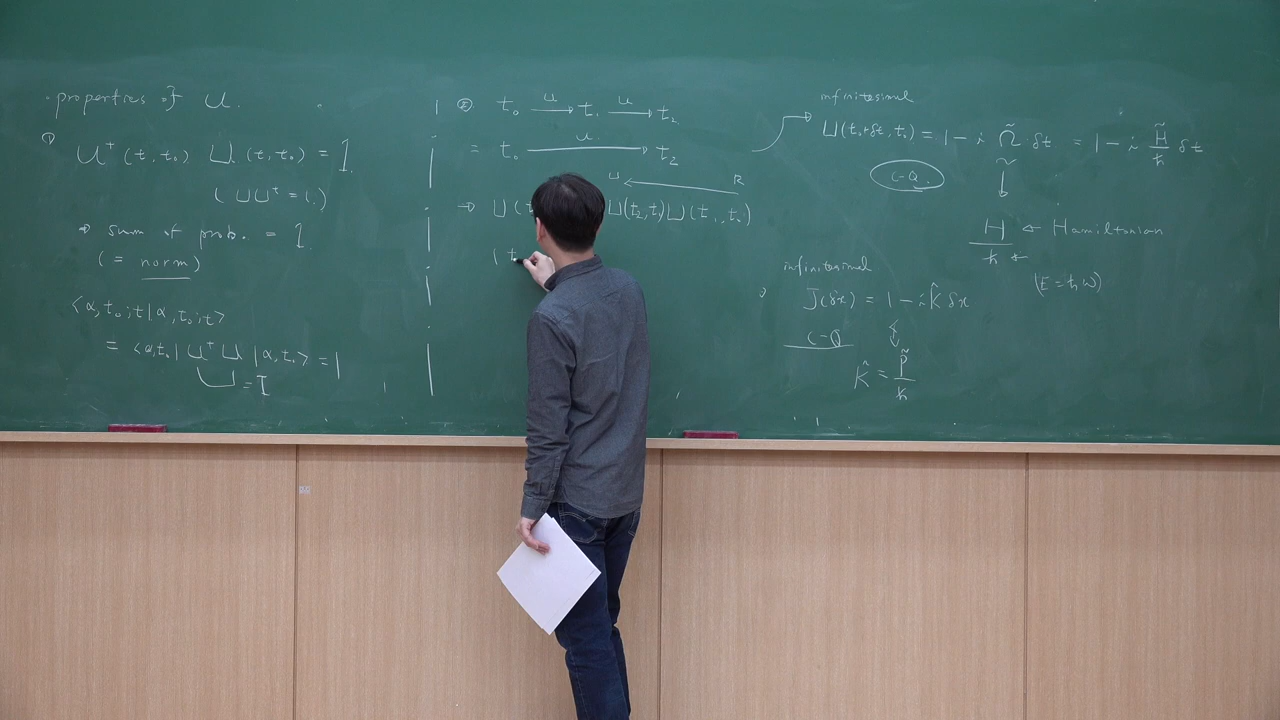 · properties of U.
① U†(t, t₀) U(t, t₀) = 1.
( UU† = 1. )
⇒ sum of prob. = 1.
( = norm )
⟨α, t₀; t | α, t₀; t⟩
= ⟨α, t₀ | U† U | α, t₀⟩ = 1
= I
② t₀ —U→ t₁ —U→ t₂
= t₀ —U→ t₂
U ← R
⇒ U(t U(t₂, t₁) U(t₁, t₀)
( t
infinitesimal
U(t₀+δt, t₀) = 1 − i Ω̃ · δt = 1 − i H̃/ħ δt
C-Q.
H/ħ ← Hamiltonian
(E = ħω)
infinitesimal
J(δx) = 1 − i K̂ δx
C-Q
K̂ = P̃/ħ